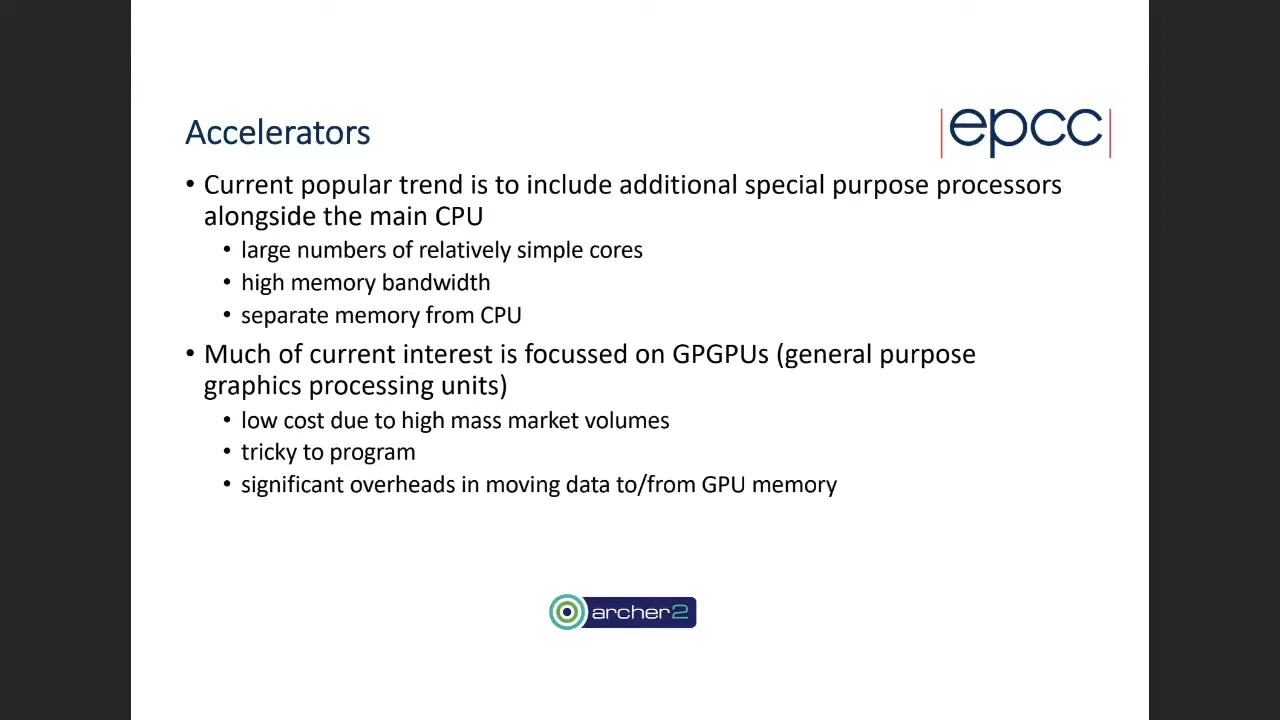 Accelerators
|epcc|
• Current popular trend is to include additional special purpose processors
alongside the main CPU
• large numbers of relatively simple cores
• high memory bandwidth
• separate memory from CPU
• Much of current interest is focussed on GPGPUs (general purpose
graphics processing units)
• low cost due to high mass market volumes
• tricky to program
• significant overheads in moving data to/from GPU memory
archer2